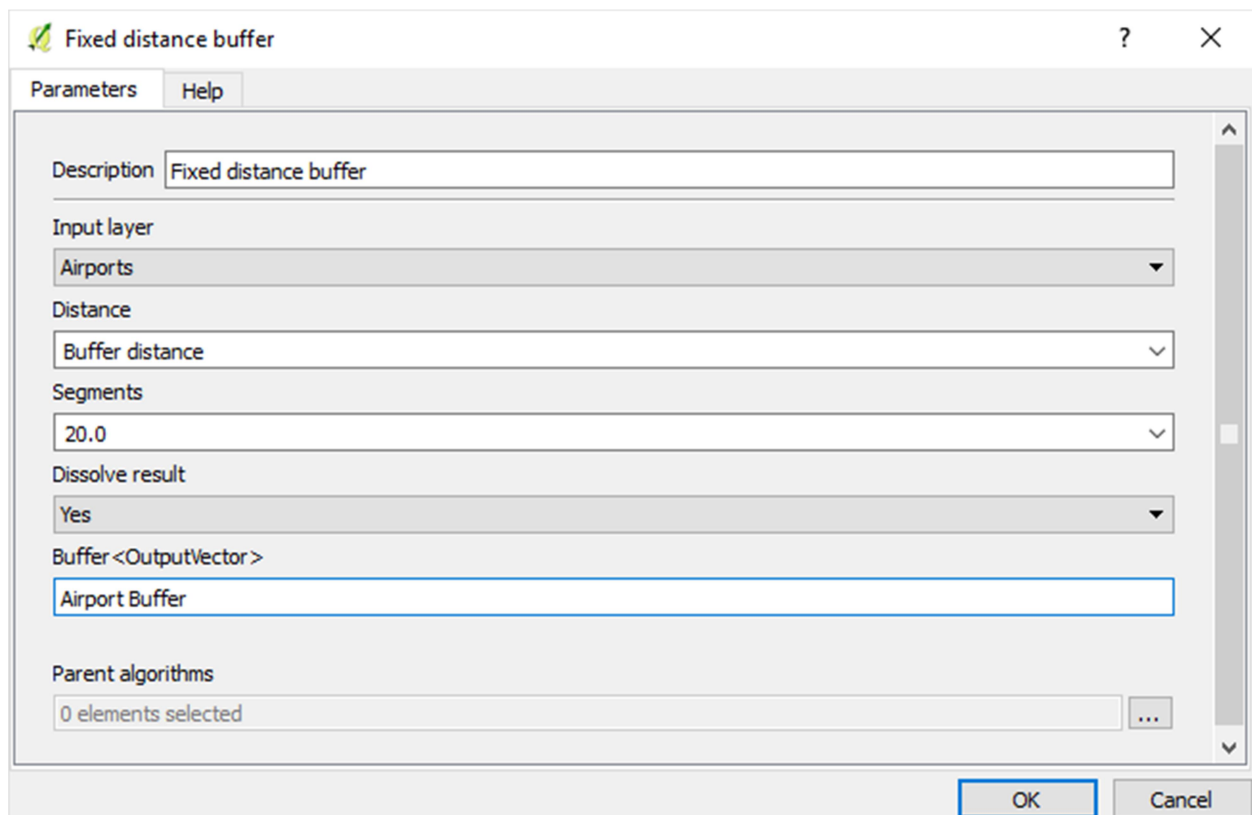 Fixed distance buffer
?
Parameters Help
Description Fixed distance buffer
Input layer
Airports
Distance
Buffer distance
Segments
20.0
Dissolve result
Yes
Buffer<OutputVector>
Airport Buffer
Parent algorithms
0 elements selected ...
OK Cancel